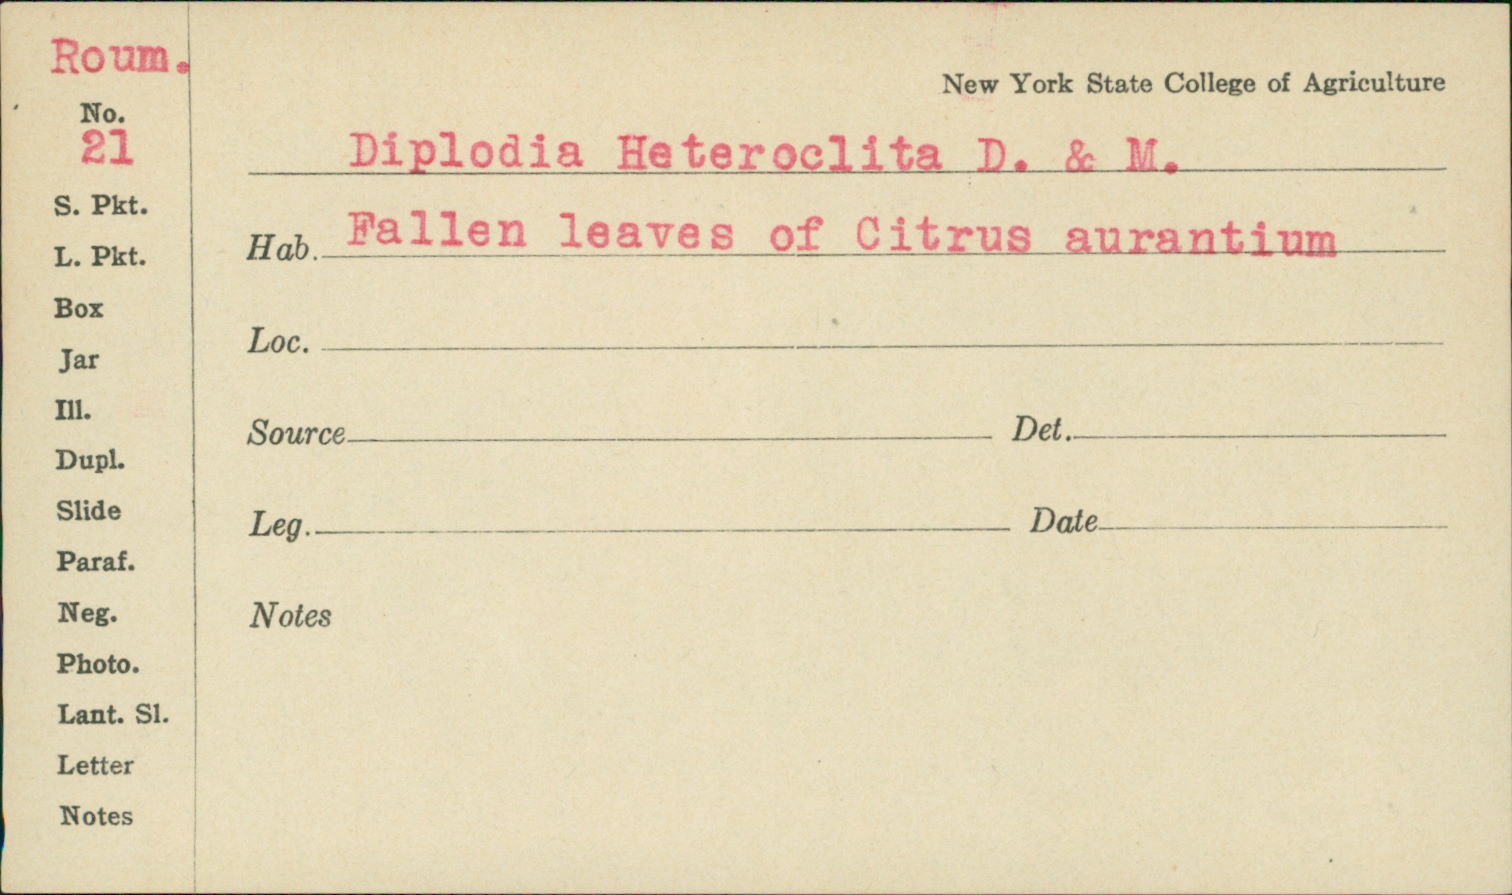 Roum.
No.
21
S. Pkt.
L. Pkt.
Box
Jar
Ill.
Dupl.
Slide
Paraf.
Neg.
Photo.
Lant. Sl.
Letter
Notes
New York State College of Agriculture
Diplodia Heteroclita D. & M.
Hab. Fallen leaves of Citrus aurantium
Loc.
Source Det.
Leg. Date
Notes